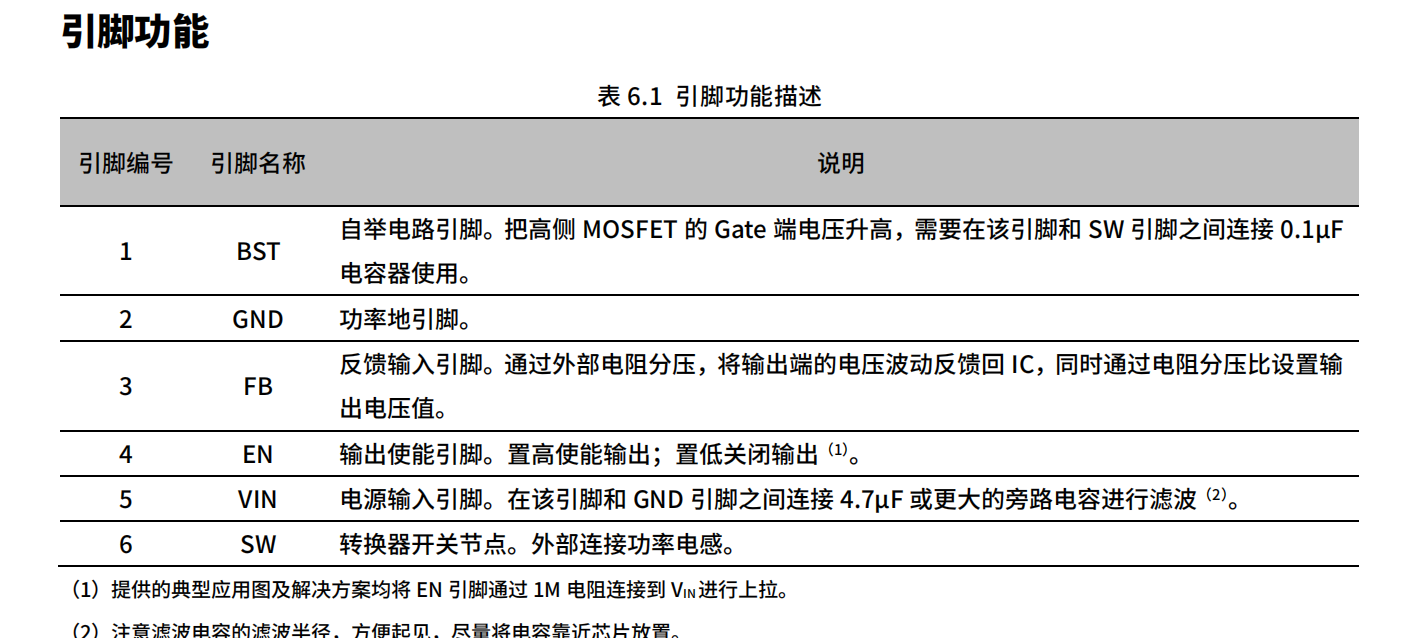 引脚功能
表 6.1 引脚功能描述
引脚编号 引脚名称 说明
1 BST 自举电路引脚。把高侧 MOSFET 的 Gate 端电压升高，需要在该引脚和 SW 引脚之间连接 0.1μF
电容器使用。
2 GND 功率地引脚。
3 FB 反馈输入引脚。通过外部电阻分压，将输出端的电压波动反馈回 IC，同时通过电阻分压比设置输
出电压值。
4 EN 输出使能引脚。置高使能输出；置低关闭输出（1）。
5 VIN 电源输入引脚。在该引脚和 GND 引脚之间连接 4.7μF 或更大的旁路电容进行滤波（2）。
6 SW 转换器开关节点。外部连接功率电感。
（1）提供的典型应用图及解决方案均将 EN 引脚通过 1M 电阻连接到 VIN进行上拉。
（2）注意滤波电容的滤波半径，方便起见，尽量将电容靠近芯片放置。